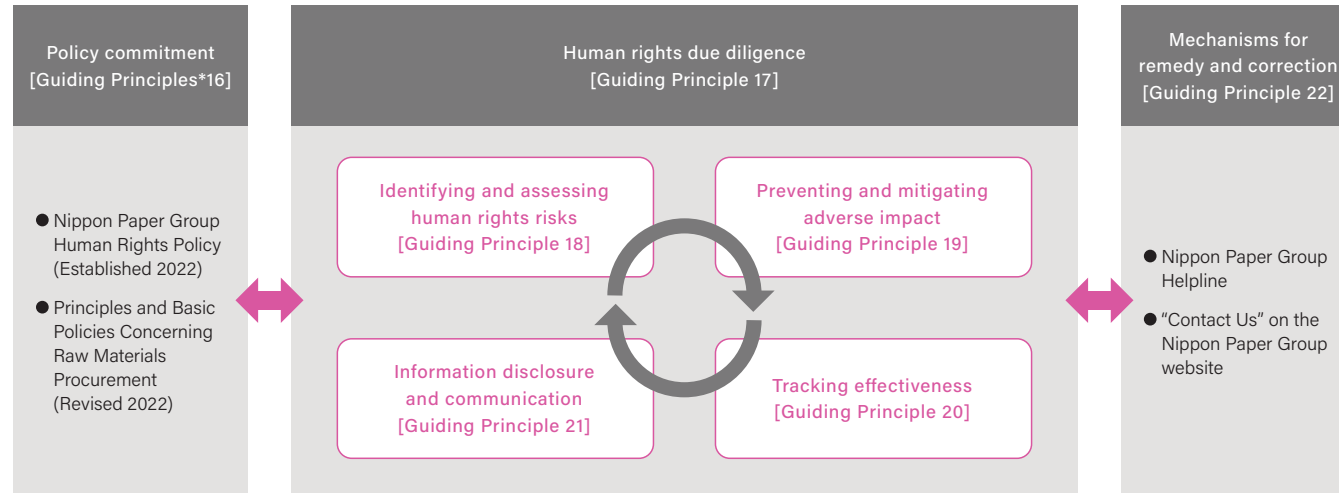 Policy commitment
[Guiding Principles*16]
● Nippon Paper Group
Human Rights Policy
(Established 2022)
● Principles and Basic
Policies Concerning
Raw Materials
Procurement
(Revised 2022)
Human rights due diligence
[Guiding Principle 17]
Identifying and assessing
human rights risks
[Guiding Principle 18]
Preventing and mitigating
adverse impact
[Guiding Principle 19]
Information disclosure
and communication
[Guiding Principle 21]
Tracking effectiveness
[Guiding Principle 20]
Mechanisms for
remedy and correction
[Guiding Principle 22]
● Nippon Paper Group
Helpline
● “Contact Us” on the
Nippon Paper Group
website